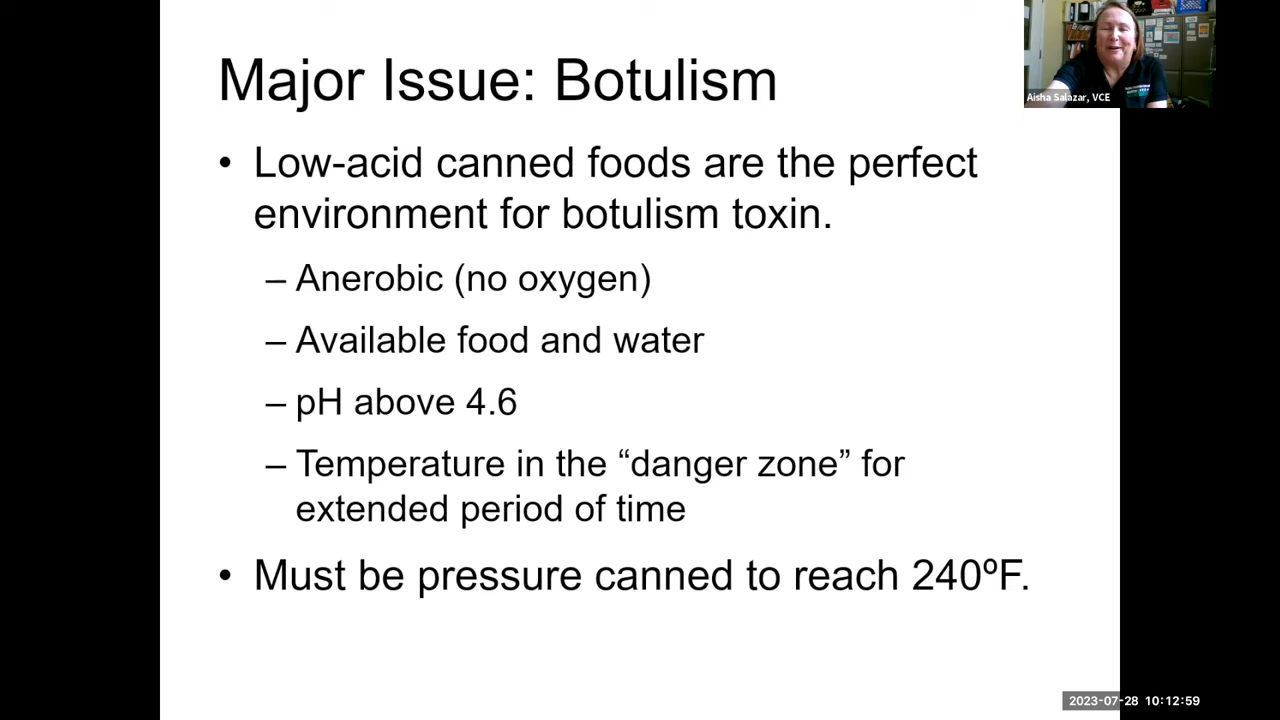 Major Issue: Botulism
Aisha Salazar, VCE
• Low-acid canned foods are the perfect
environment for botulism toxin.
– Anerobic (no oxygen)
– Available food and water
– pH above 4.6
– Temperature in the “danger zone” for
extended period of time
• Must be pressure canned to reach 240ºF.
2023-07-28 10:12:59